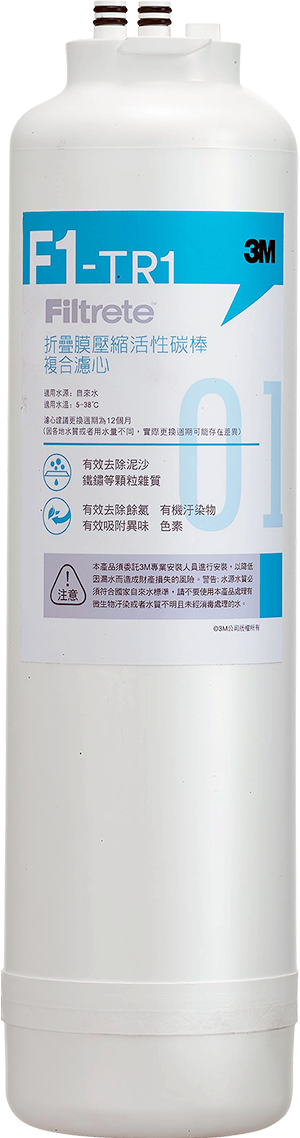 F1-TR1
3M
Filtrete™
折疊膜壓縮活性碳棒
複合濾心
適用水源：自來水
適用水溫：5-38℃
濾心建議更換週期為12個月
(因各地水質或者用水量不同，實際更換週期可能存在差異)
01
有效去除泥沙
鐵鏽等顆粒雜質
有效去除餘氯 有機汙染物
有效吸附異味 色素
注意
本產品須委託3M專業安裝人員進行安裝，以降低
因漏水而造成財產損失的風險。警告：水源水質必
須符合國家自來水標準，請不要使用本產品處理有
微生物汙染或者水質不明且未經消毒處理的水。
©3M公司版權所有